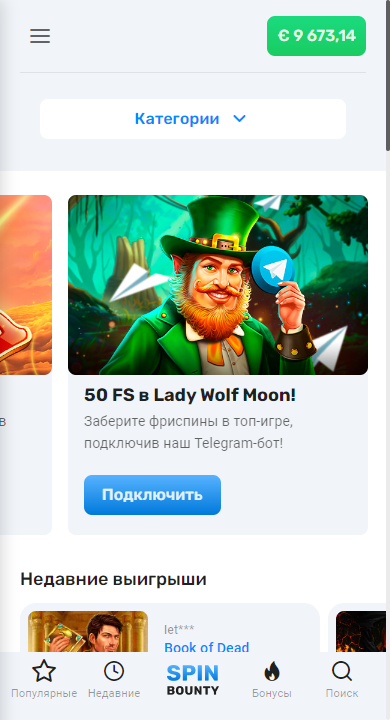 € 9 673,14
Категории
50 FS в Lady Wolf Moon!
в
Заберите фриспины в топ-игре,
подключив наш Telegram-бот!
Подключить
Недавние выигрыши
let***
Book of Dead
Популярные
Недавние
SPIN
BOUNTY
Бонусы
Поиск